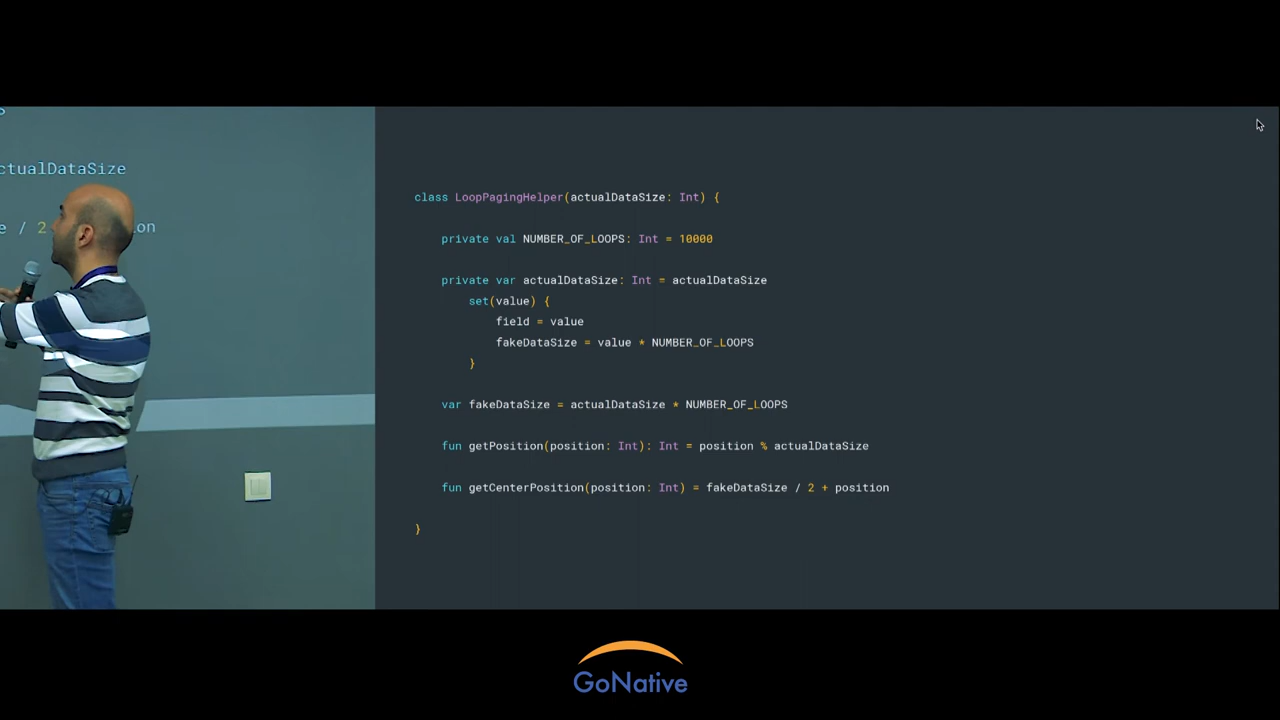 ctualDataSize
e / 2
on
class LoopPagingHelper(actualDataSize: Int) {
private val NUMBER_OF_LOOPS: Int = 10000
private var actualDataSize: Int = actualDataSize
set(value) {
field = value
fakeDataSize = value * NUMBER_OF_LOOPS
}
var fakeDataSize = actualDataSize * NUMBER_OF_LOOPS
fun getPosition(position: Int): Int = position % actualDataSize
fun getCenterPosition(position: Int) = fakeDataSize / 2 + position
}
GoNative